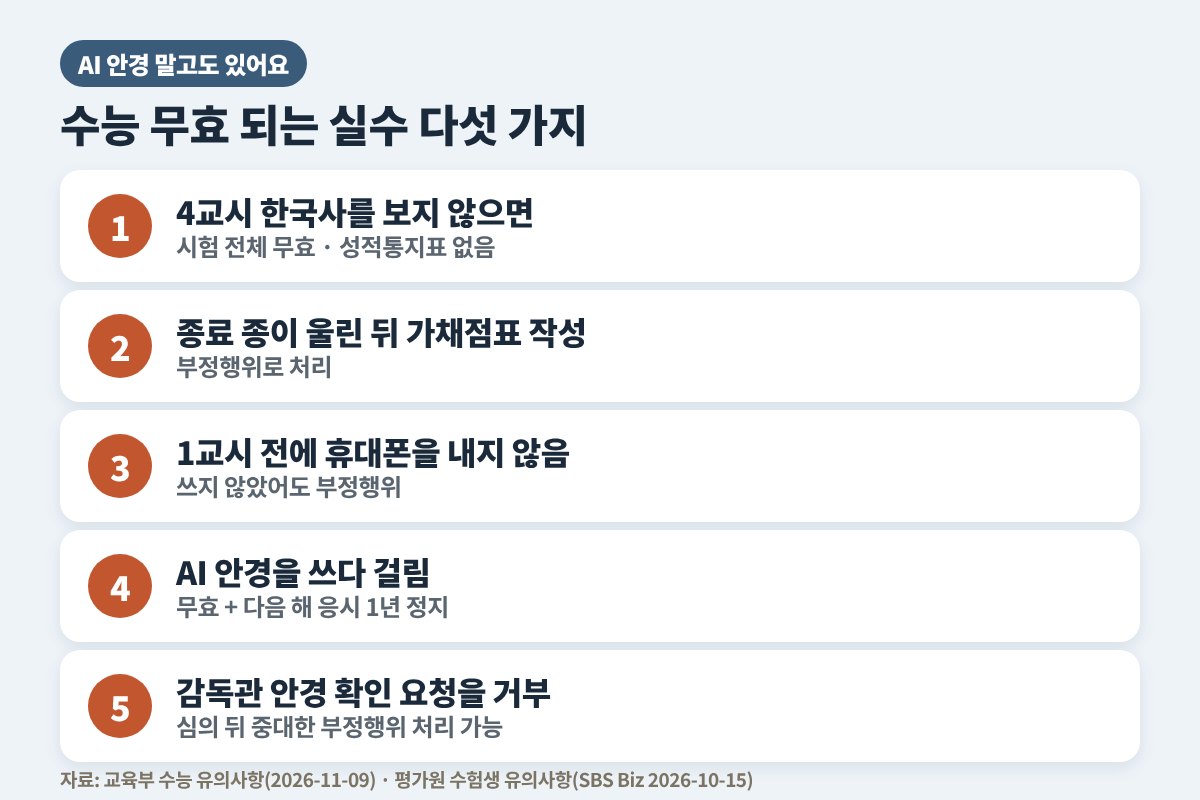 AI 안경 말고도 있어요
수능 무효 되는 실수 다섯 가지
1
4교시 한국사를 보지 않으면
시험 전체 무효 · 성적통지표 없음
2
종료 종이 울린 뒤 가채점표 작성
부정행위로 처리
3
1교시 전에 휴대폰을 내지 않음
쓰지 않았어도 부정행위
4
AI 안경을 쓰다 걸림
무효 + 다음 해 응시 1년 정지
5
감독관 안경 확인 요청을 거부
심의 뒤 중대한 부정행위 처리 가능
자료: 교육부 수능 유의사항(2026-11-09) · 평가원 수험생 유의사항(SBS Biz 2026-10-15)